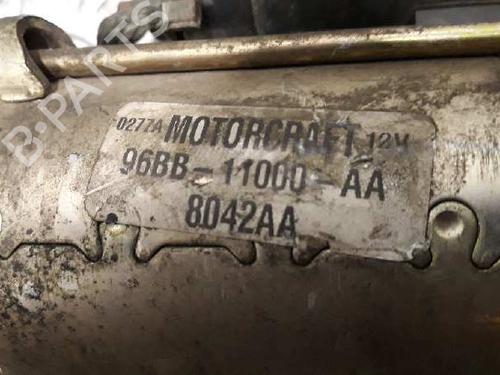 B-PARTS
0277A MOTORCRAFT 12V
96BB-11000-AA
8042AA